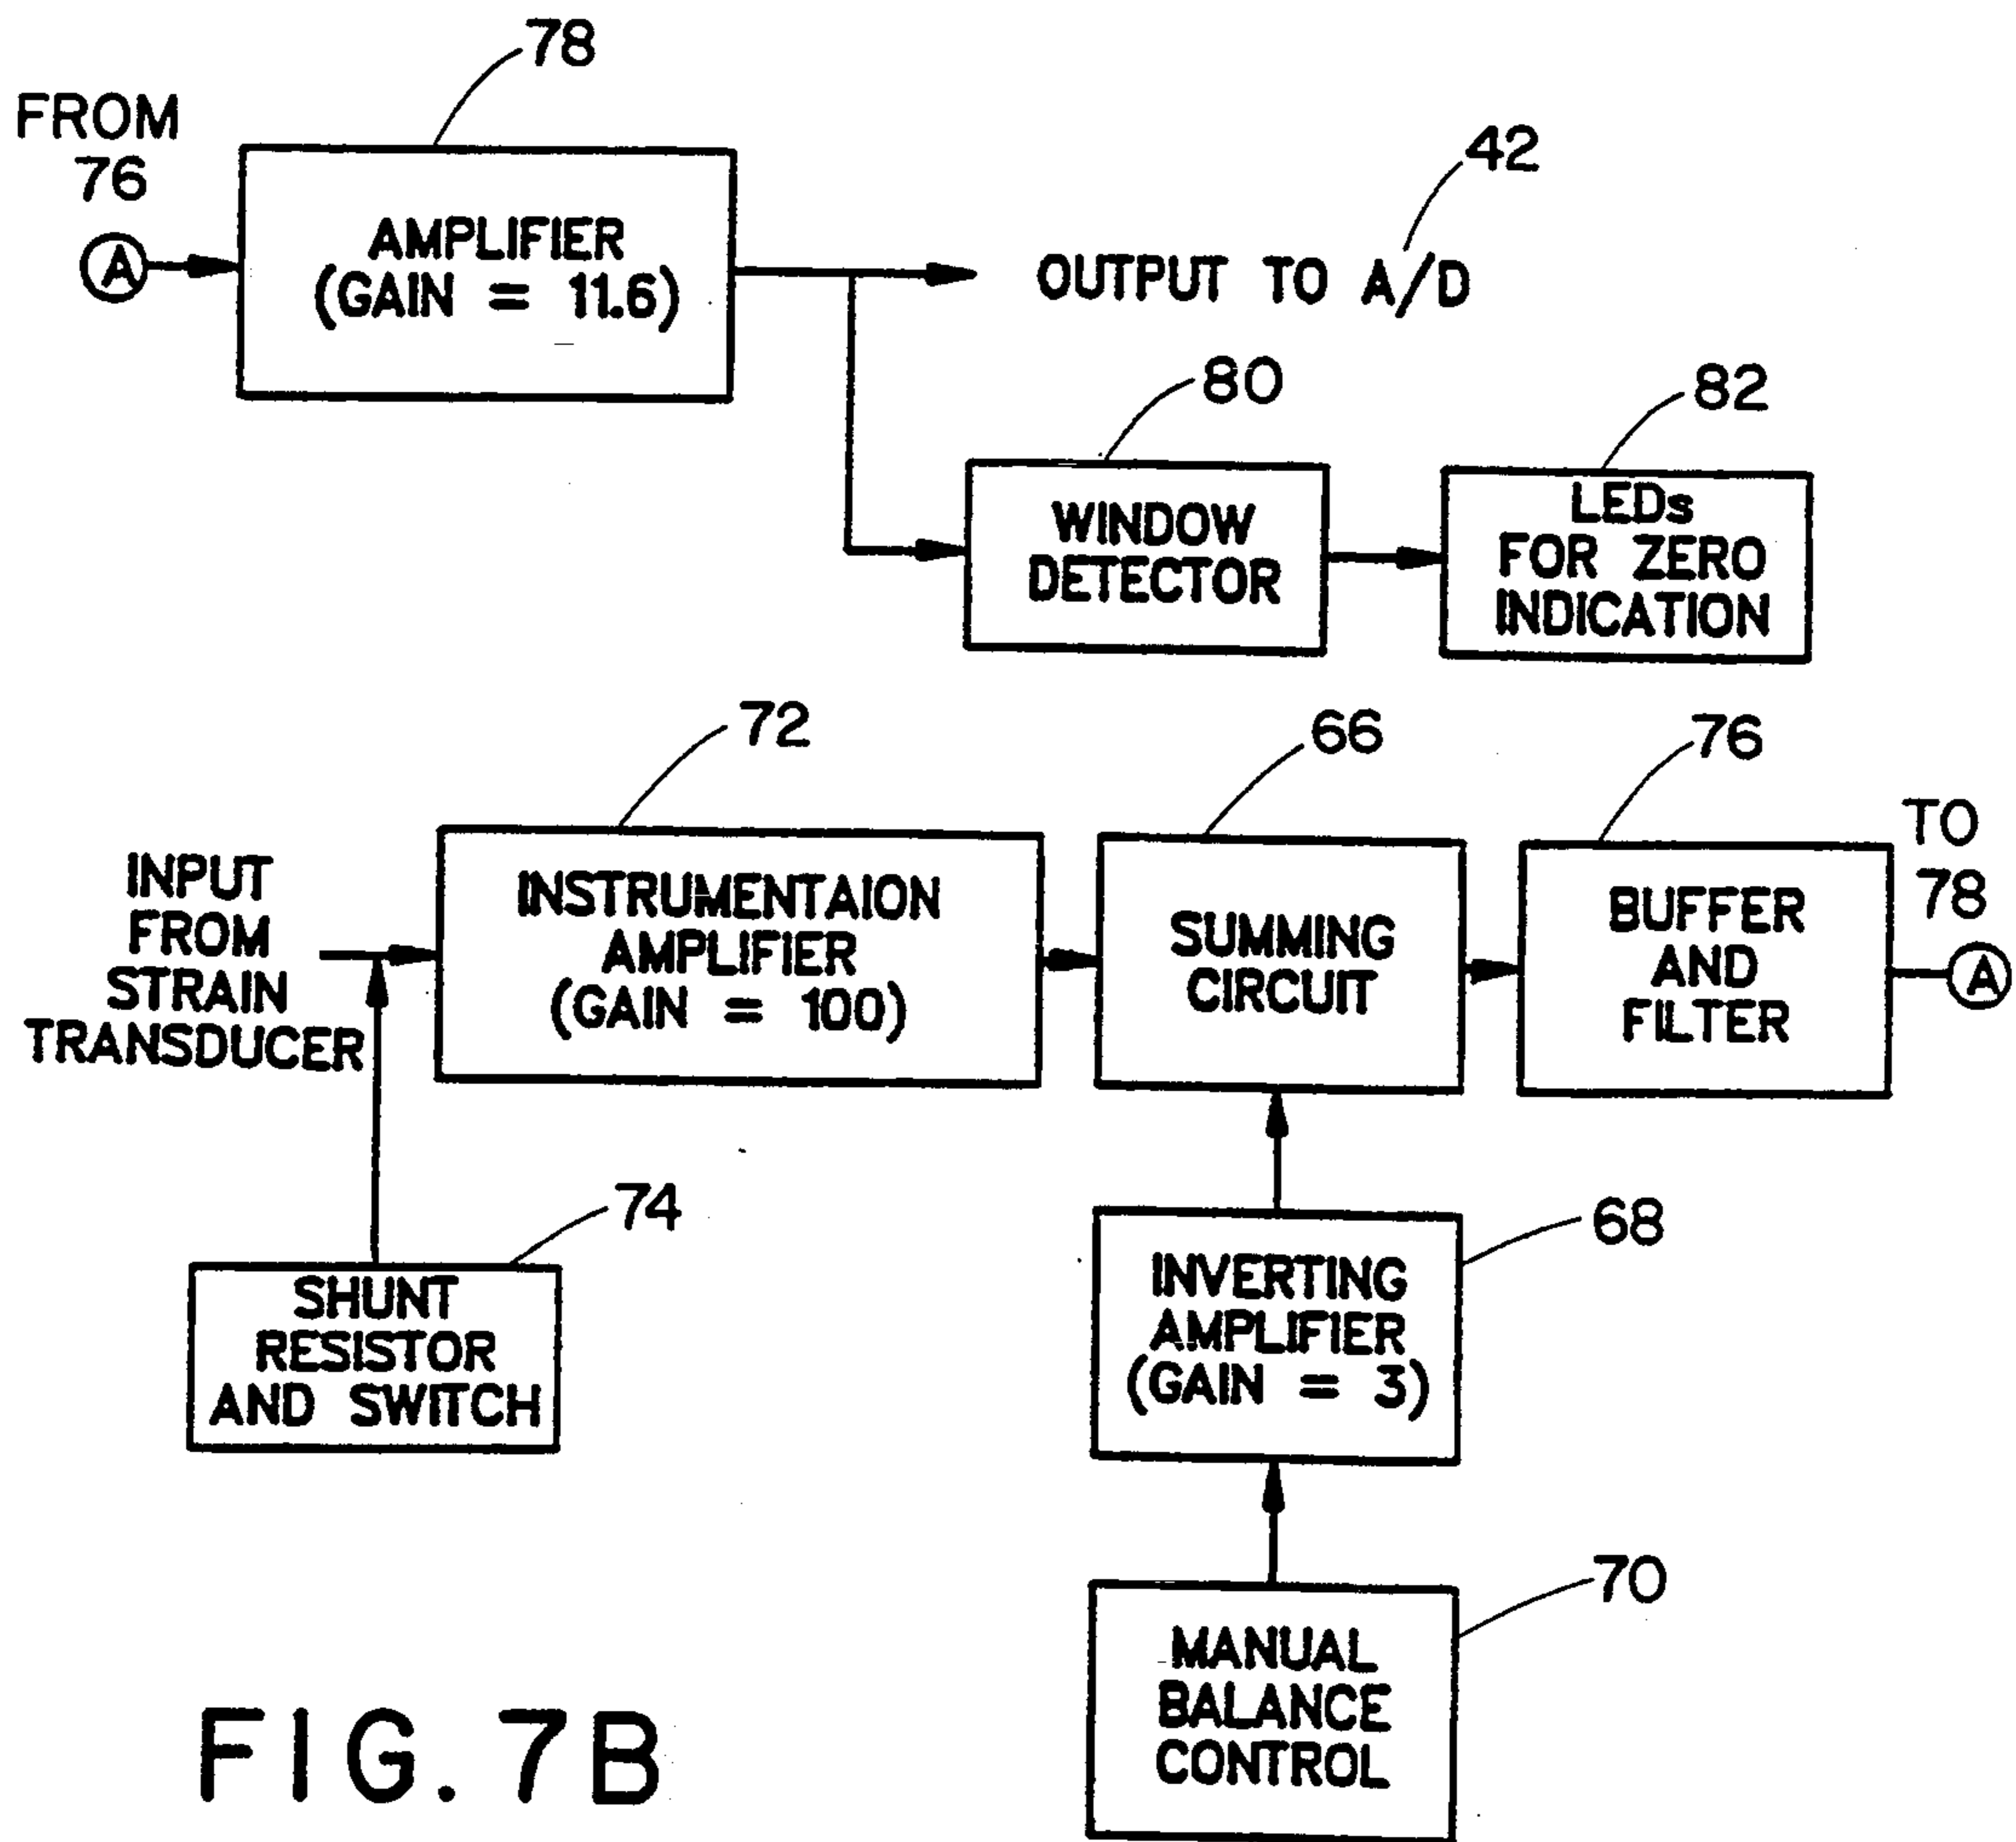 78
FROM
76
A
AMPLIFIER
(GAIN = 11.6)
42
OUTPUT TO A/D
80
82
WINDOW
DETECTOR
LEDs
FOR ZERO
INDICATION
72
66
76
TO
78
A
INPUT
FROM
STRAIN
TRANSDUCER
INSTRUMENTAION
AMPLIFIER
(GAIN = 100)
SUMMING
CIRCUIT
BUFFER
AND
FILTER
74
68
SHUNT
RESISTOR
AND SWITCH
INVERTING
AMPLIFIER
(GAIN = 3)
70
MANUAL
BALANCE
CONTROL
FIG. 7B